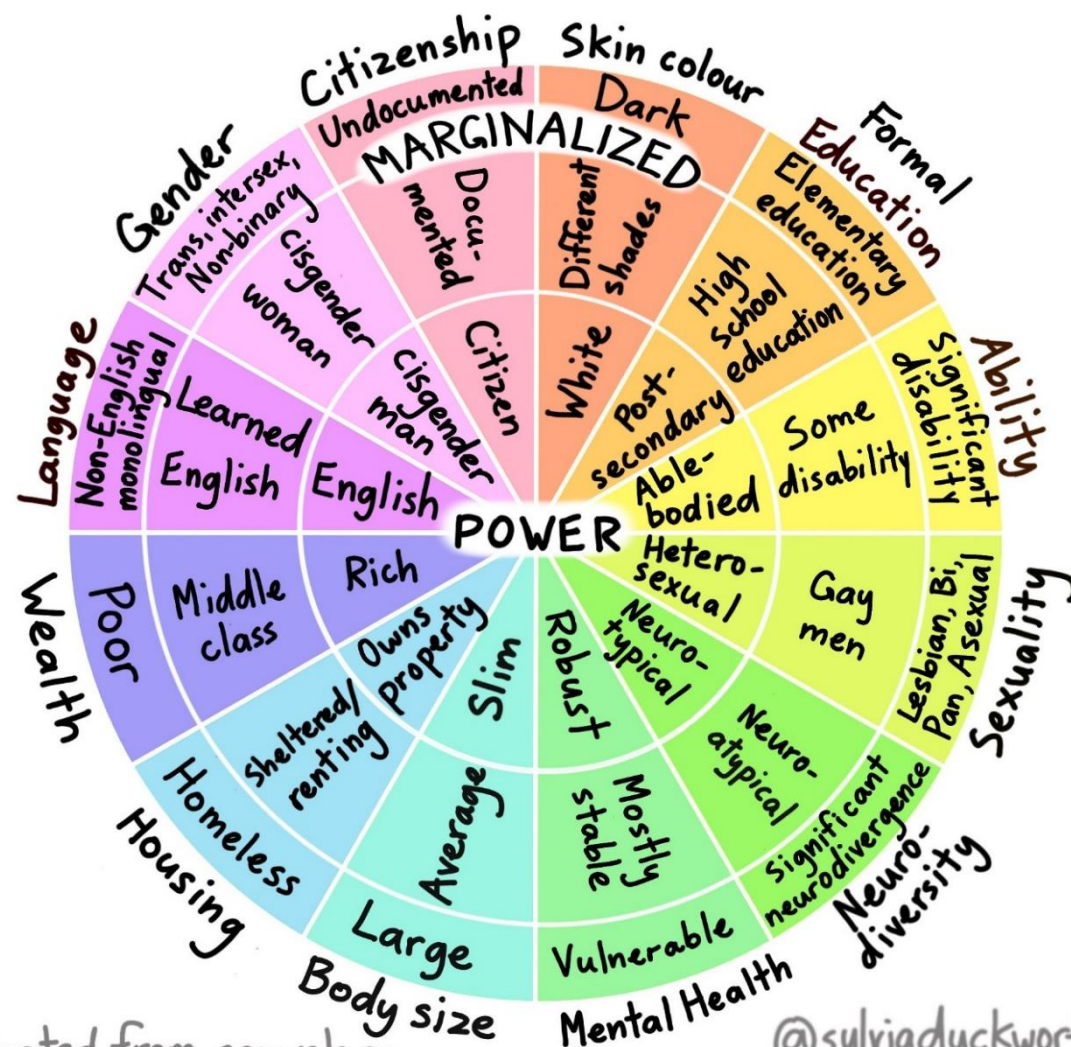 Citizenship
Undocumented
Docu-
mented
Citizen
Skin colour
Dark
Different
shades
White
Formal
Education
Elementary
education
High
school
education
Post-
secondary
Ability
Significant
disability
Some
disability
Able-
bodied
Sexuality
Lesbian, Bi,
Pan, Asexual
Gay
men
Hetero-
sexual
Neuro-
diversity
Significant
neurodivergence
Neuro-
atypical
Neuro-
typical
Mental Health
Vulnerable
Mostly
stable
Robust
Body size
Large
Average
Slim
Housing
Homeless
Sheltered/
renting
Owns
property
Wealth
Poor
Middle
class
Rich
Language
Non-English
monolingual
Learned
English
English
Gender
Trans, intersex,
Non-binary
Cisgender
woman
Cisgender
man
MARGINALIZED
POWER
from